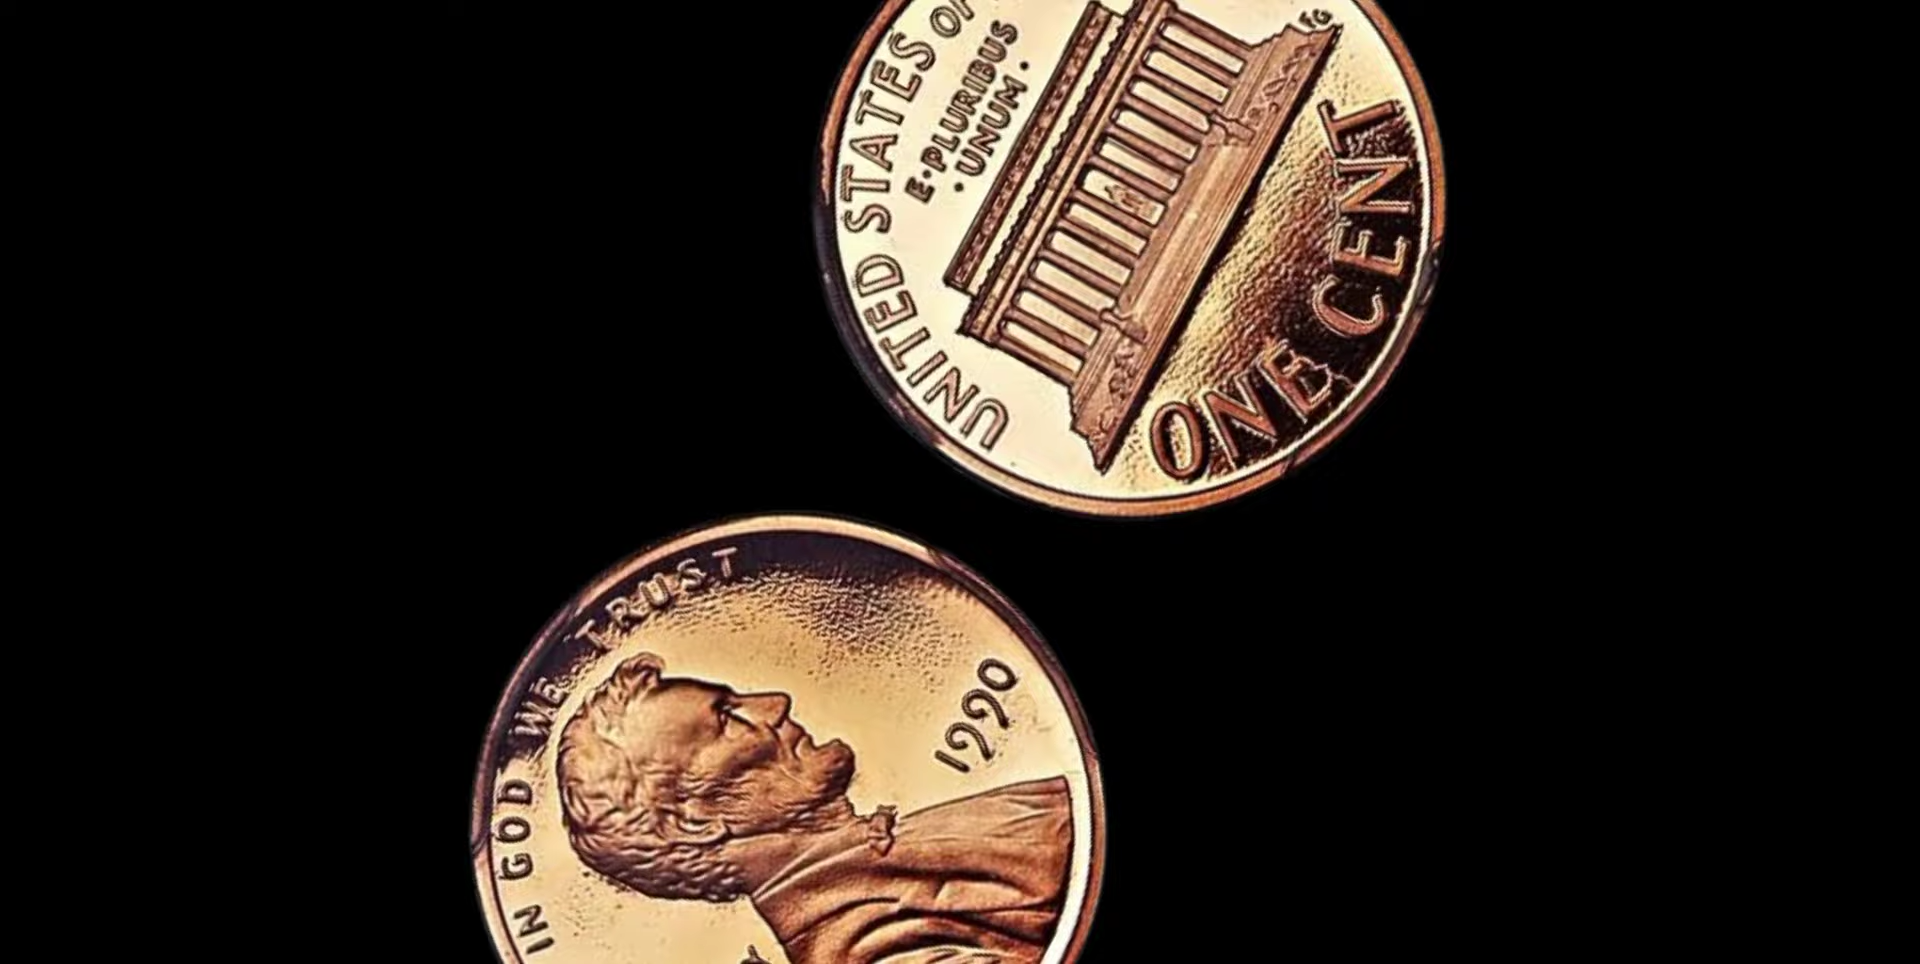 UNITED STATES OF
E·PLURIBUS
·UNUM·
FG
ONE CENT
IN GOD WE TRUST
1990